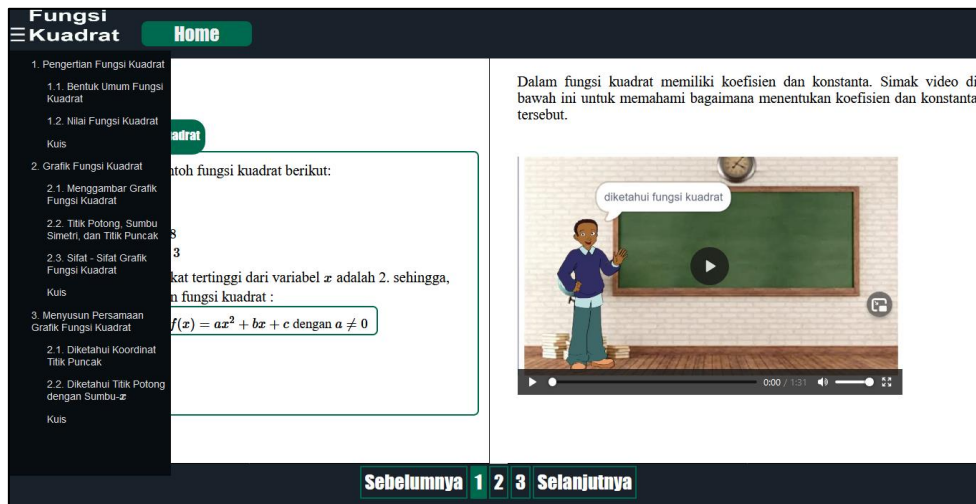 Fungsi
Kuadrat
Home
1. Pengertian Fungsi Kuadrat
1.1. Bentuk Umum Fungsi
Kuadrat
1.2. Nilai Fungsi Kuadrat
Kuis
2. Grafik Fungsi Kuadrat
2.1. Menggambar Grafik
Fungsi Kuadrat
2.2. Titik Potong, Sumbu
Simetri, dan Titik Puncak
2.3. Sifat - Sifat Grafik
Fungsi Kuadrat
Kuis
3. Menyusun Persamaan
Grafik Fungsi Kuadrat
2.1. Diketahui Koordinat
Titik Puncak
2.2. Diketahui Titik Potong
dengan Sumbu-x
Kuis
adrat
ntoh fungsi kuadrat berikut:
8
3
kat tertinggi dari variabel x adalah 2. sehingga,
n fungsi kuadrat :
f(x) = ax² + bx + c dengan a ≠ 0
Dalam fungsi kuadrat memiliki koefisien dan konstanta. Simak video di
bawah ini untuk memahami bagaimana menentukan koefisien dan konstanta
tersebut.
diketahui fungsi kuadrat
0:00 / 1:31
Sebelumnya 1 2 3 Selanjutnya